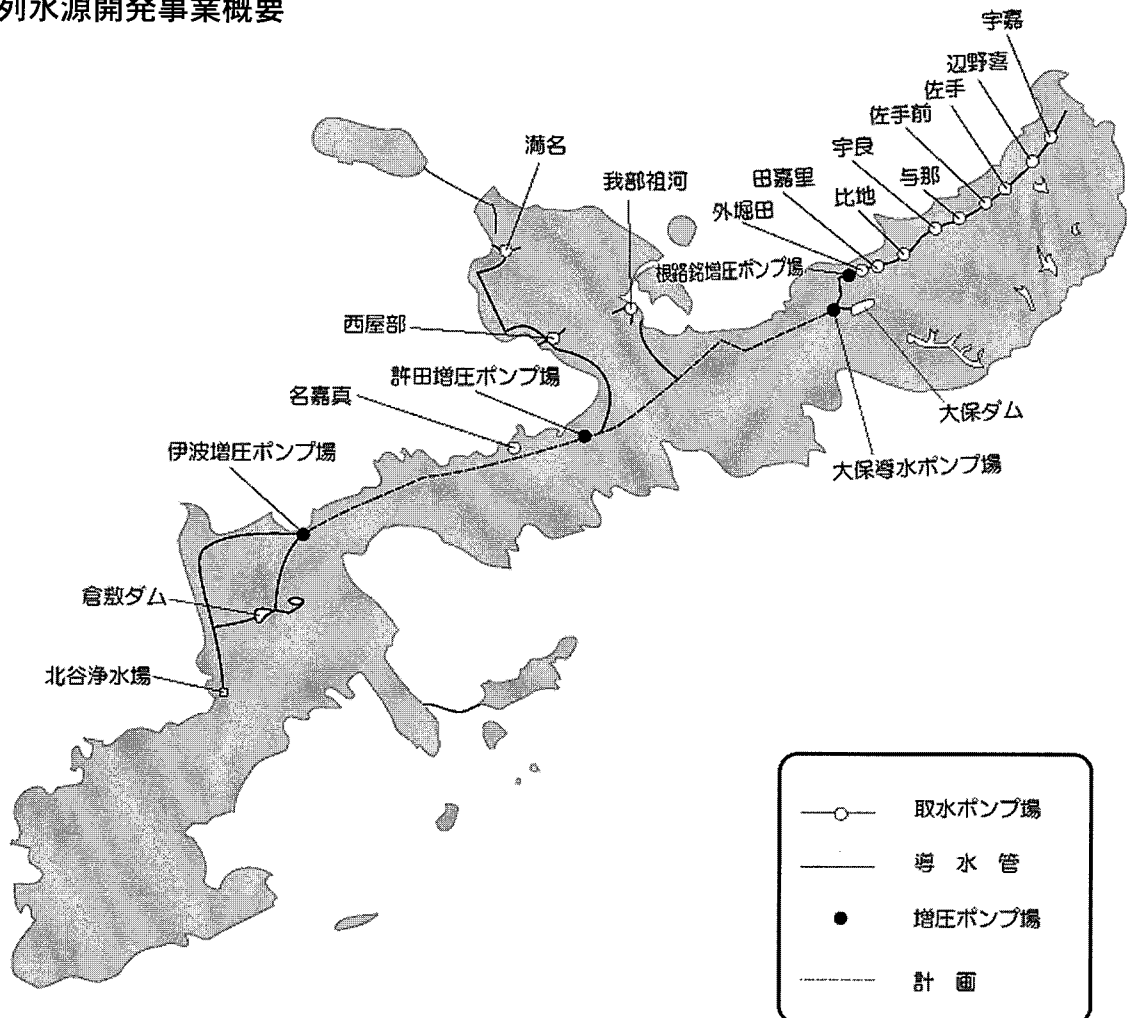 列水源開発事業概要
宇嘉
辺野喜
佐手
佐手前
宇良
与那
田嘉里
比地
外堀田
満名
我部祖河
根路銘増圧ポンプ場
西屋部
許田増圧ポンプ場
名嘉真
大保ダム
伊波増圧ポンプ場
大保導水ポンプ場
倉敷ダム
北谷浄水場
取水ポンプ場
導 水 管
増圧ポンプ場
計 画